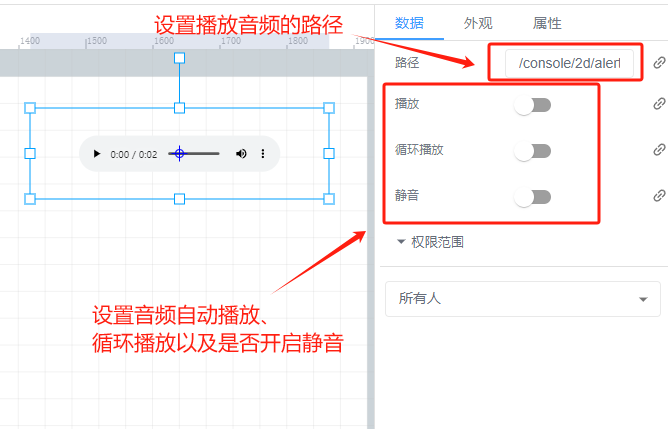 设置播放音频的路径
数据 外观 属性
1400 1500 1600 1700 1800 1900
路径 /console/2d/alert
播放
0:00 / 0:02
循环播放
静音
权限范围
所有人
设置音频自动播放、
循环播放以及是否开启静音